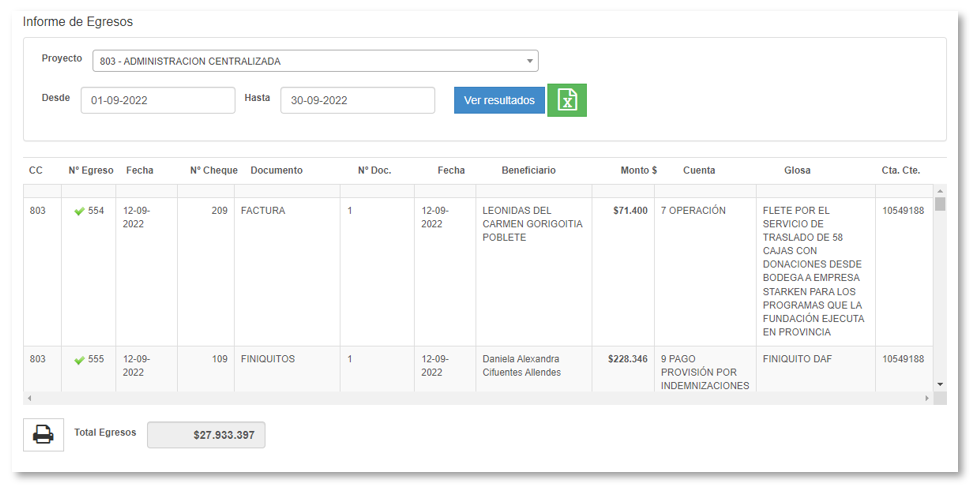 Informe de Egresos
Proyecto 803 - ADMINISTRACION CENTRALIZADA
Desde 01-09-2022 Hasta 30-09-2022 Ver resultados
CC N° Egreso Fecha N° Cheque Documento N° Doc. Fecha Beneficiario Monto $ Cuenta Glosa Cta. Cte.
803 554 12-09- 209 FACTURA 1 12-09- LEONIDAS DEL $71.400 7 OPERACIÓN FLETE POR EL 10549188
2022 2022 CARMEN GORIGOITIA SERVICIO DE
POBLETE TRASLADO DE 58
CAJAS CON
DONACIONES DESDE
BODEGA A EMPRESA
STARKEN PARA LOS
PROGRAMAS QUE LA
FUNDACIÓN EJECUTA
EN PROVINCIA
803 555 12-09- 109 FINIQUITOS 1 12-09- Daniela Alexandra $228.346 9 PAGO FINIQUITO DAF 10549188
2022 2022 Cifuentes Allendes PROVISIÓN POR
INDEMNIZACIONES
Total Egresos $27.933.397